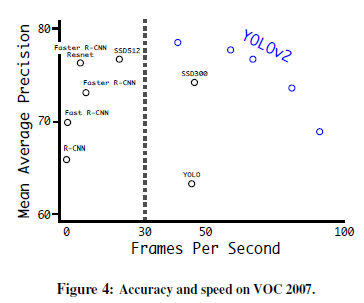 80
Faster R-CNN
Resnet
SSD512
YOLOv2
Faster R-CNN
SSD300
Fast R-CNN
70
R-CNN
YOLO
60
Mean Average Precision
0 30 50 100
Frames Per Second
Figure 4: Accuracy and speed on VOC 2007.